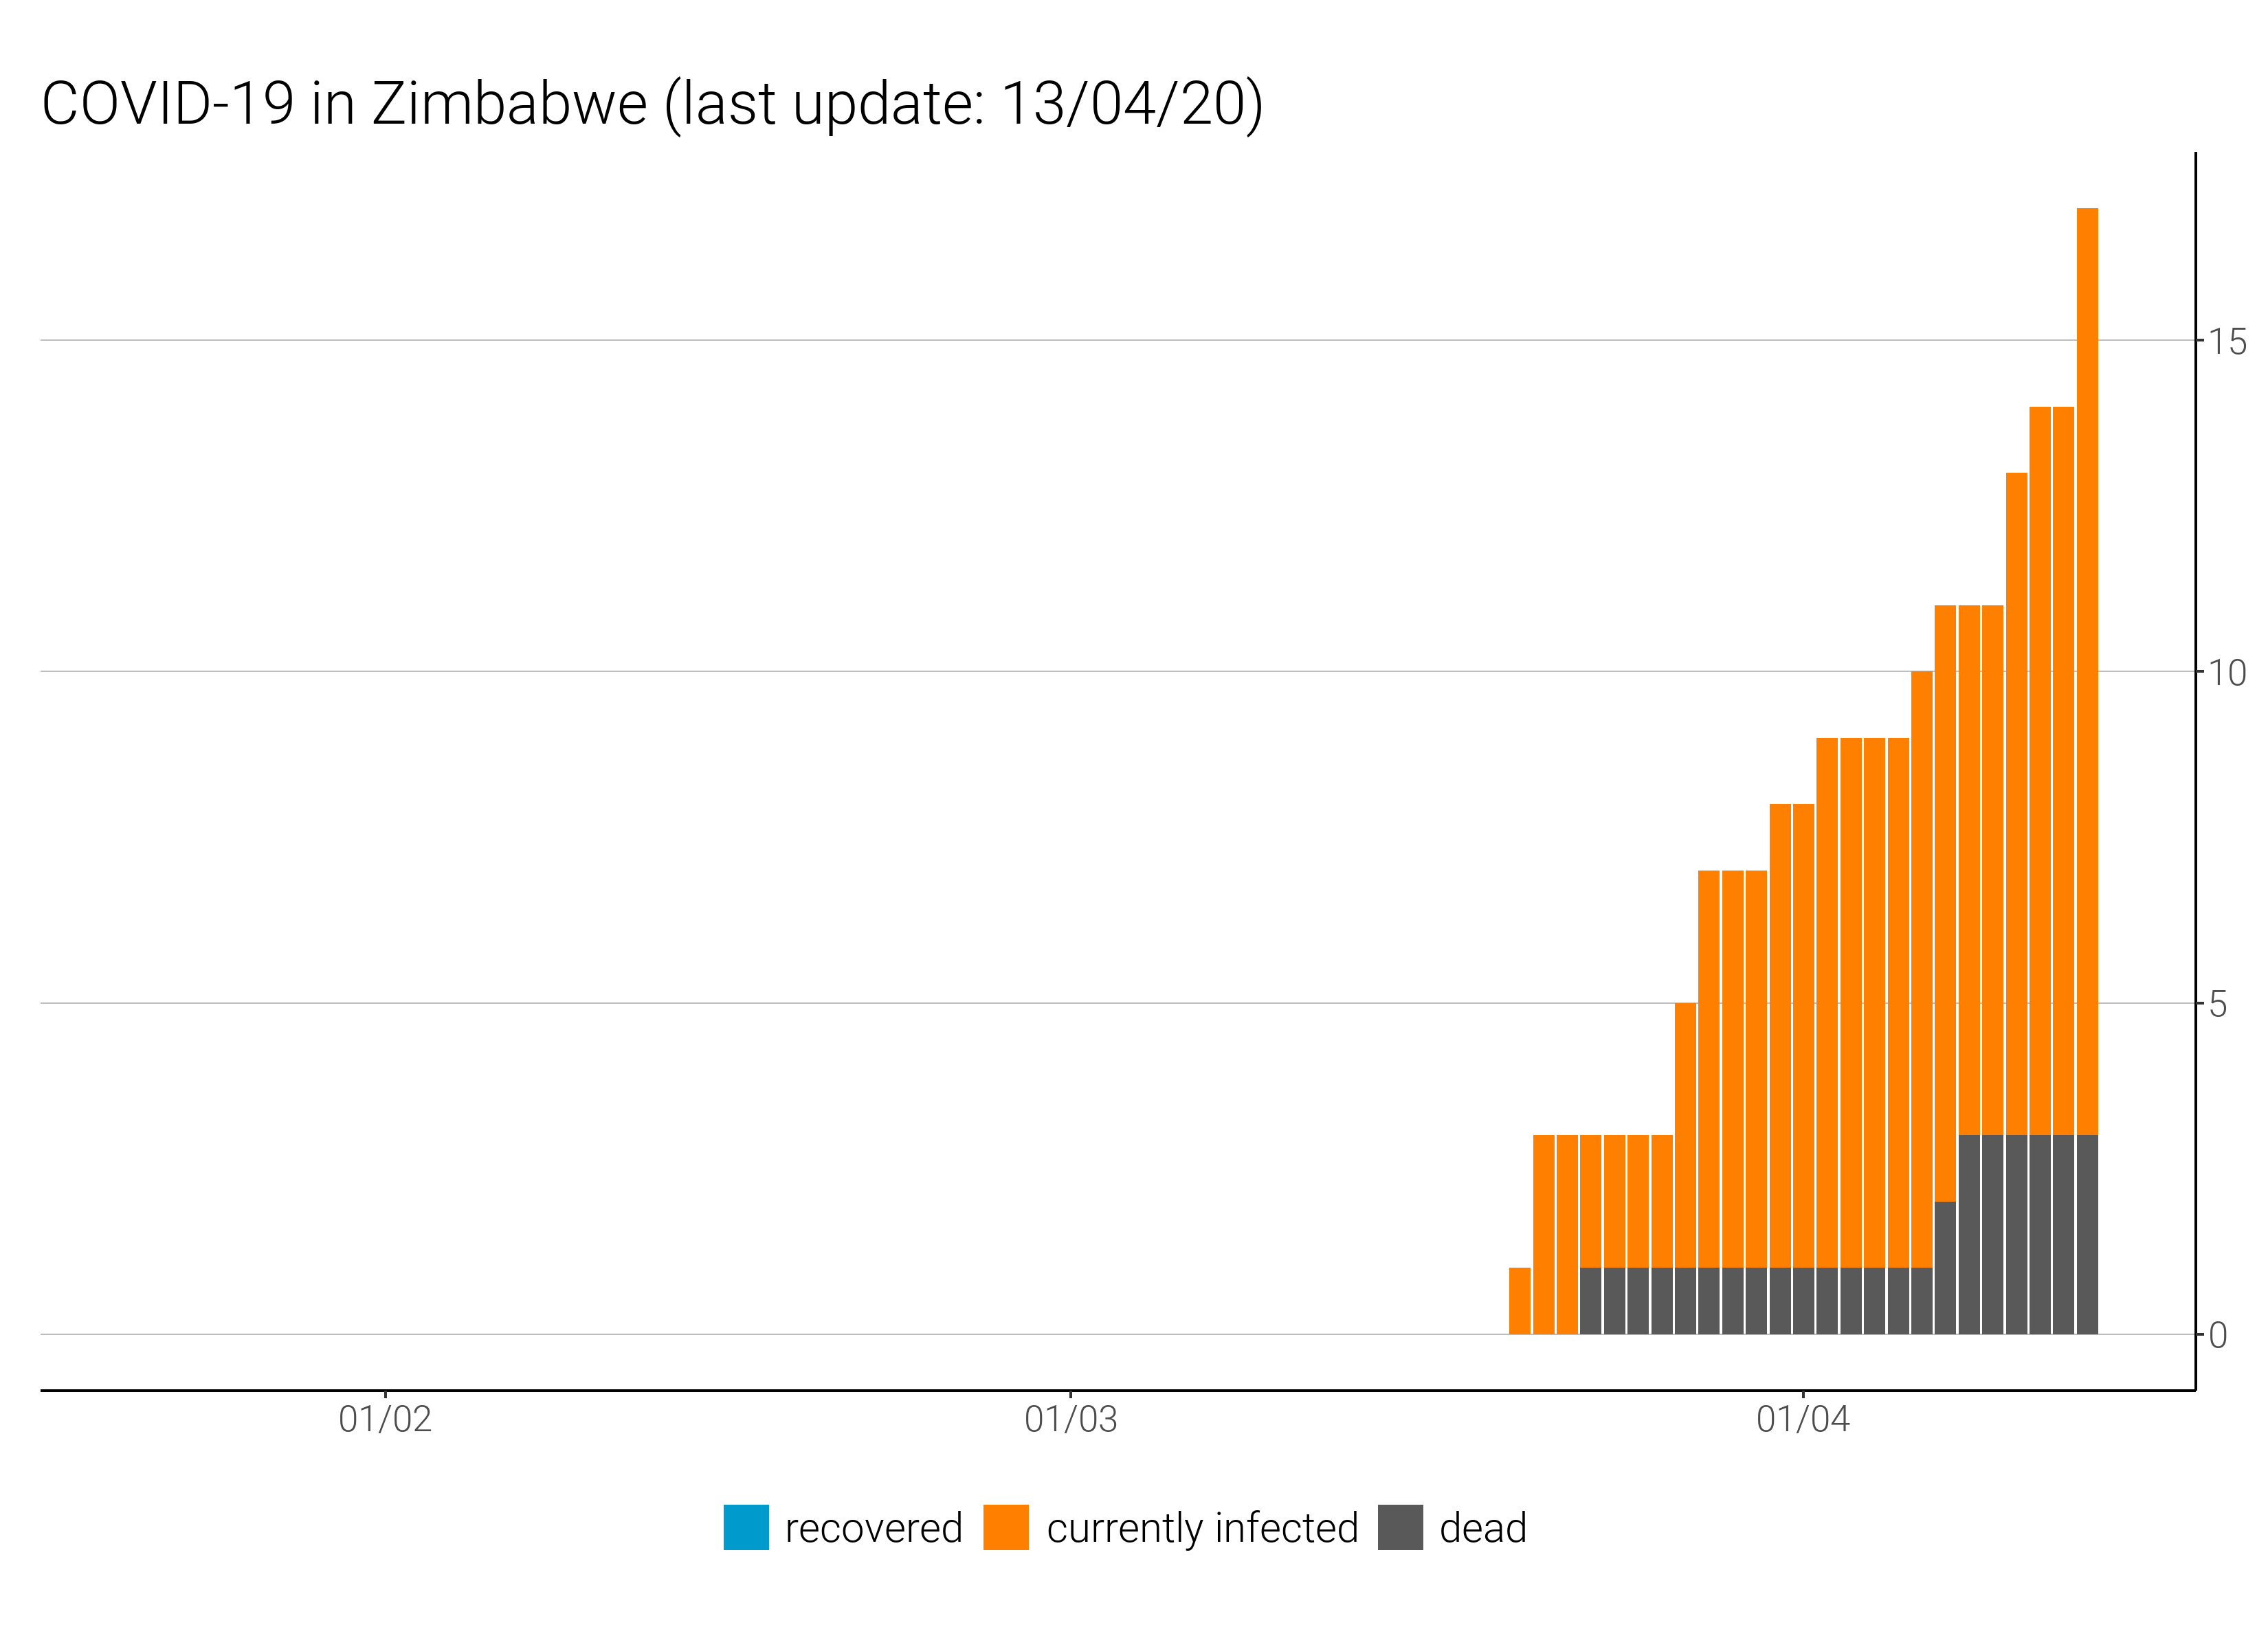 COVID-19 in Zimbabwe (last update: 13/04/20)
15
10
5
0
01/02 01/03 01/04
recovered currently infected dead